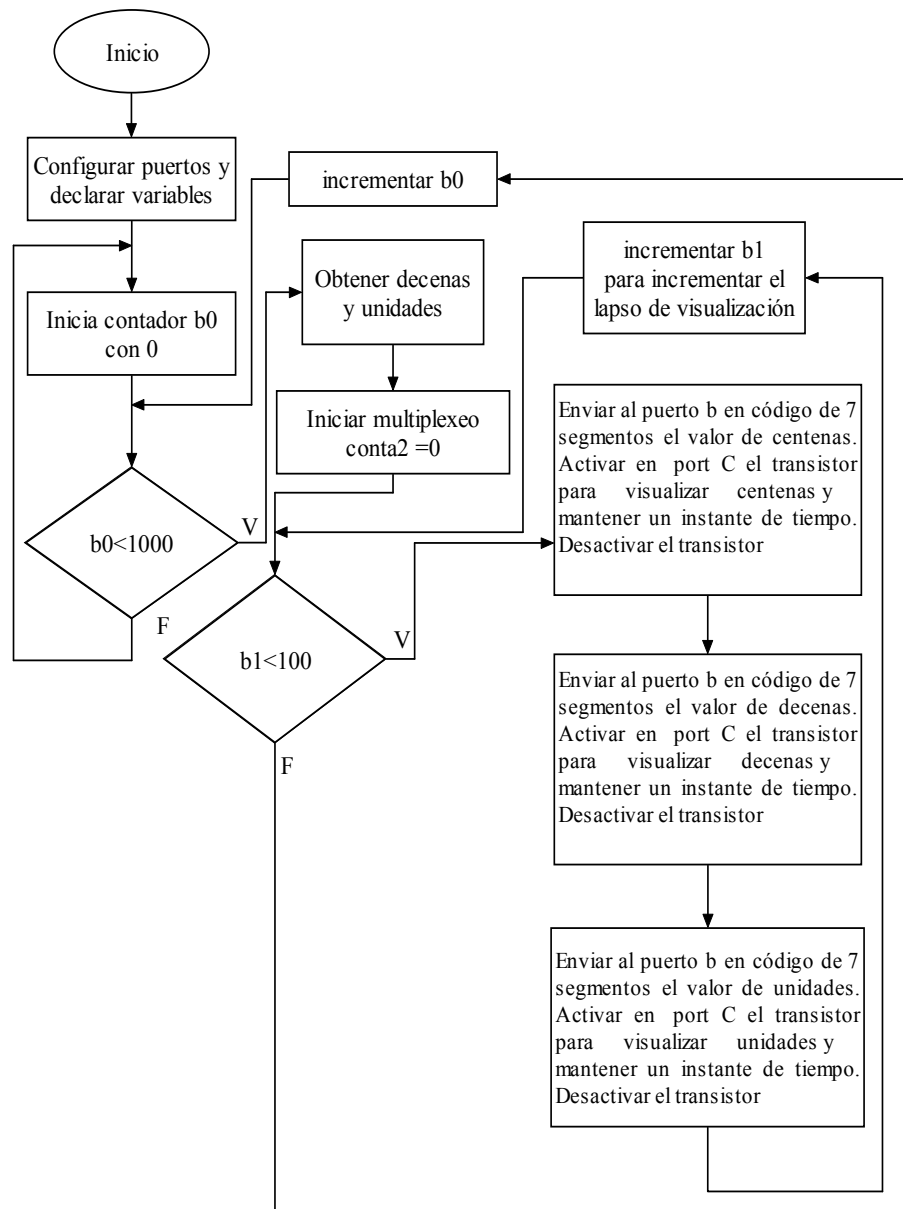 Inicio
Configurar puertos y
declarar variables
incrementar b0
Inicia contador b0
con 0
Obtener decenas
y unidades
incrementar b1
para incrementar el
lapso de visualización
Iniciar multiplexeo
conta2 =0
b0<1000
V
F
b1<100
V
F
Enviar al puerto b en código de 7
segmentos el valor de centenas.
Activar en port C el transistor
para visualizar centenas y
mantener un instante de tiempo.
Desactivar el transistor
Enviar al puerto b en código de 7
segmentos el valor de decenas.
Activar en port C el transistor
para visualizar decenas y
mantener un instante de tiempo.
Desactivar el transistor
Enviar al puerto b en código de 7
segmentos el valor de unidades.
Activar en port C el transistor
para visualizar unidades y
mantener un instante de tiempo.
Desactivar el transistor